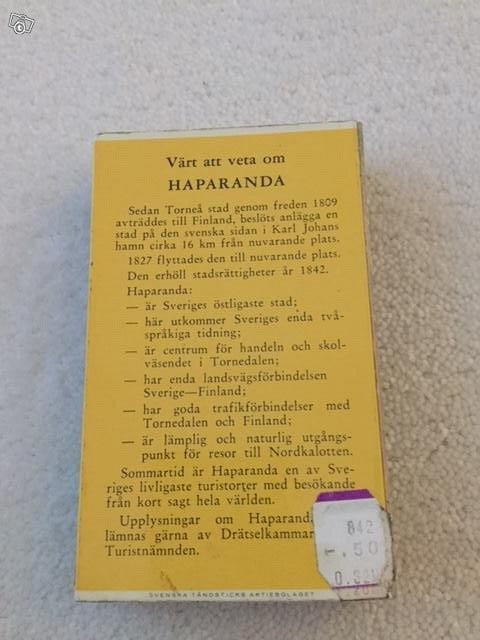 Värt att veta om
HAPARANDA
Sedan Torneå stad genom freden 1809
avträddes till Finland, beslöts anlägga en
stad på den svenska sidan i Karl Johans
hamn cirka 16 km från nuvarande plats.
1827 flyttades den till nuvarande plats.
Den erhöll stadsrättigheter år 1842.
Haparanda:
— är Sveriges östligaste stad;
— här utkommer Sveriges enda två-
språkiga tidning;
— är centrum för handeln och skol-
väsendet i Tornedalen;
— har enda landsvägsförbindelsen
Sverige—Finland;
— har goda trafikförbindelser med
Tornedalen och Finland;
— är lämplig och naturlig utgångs-
punkt för resor till Nordkalotten.
Sommartid är Haparanda en av Sve-
riges livligaste turistorter med besökande
från kort sagt hela världen.
Upplysningar om Haparanda
lämnas gärna av Drätselkammar
Turistnämnden.
SVENSKA TÄNDSTICKS AKTIEBOLAGET
842
-.50